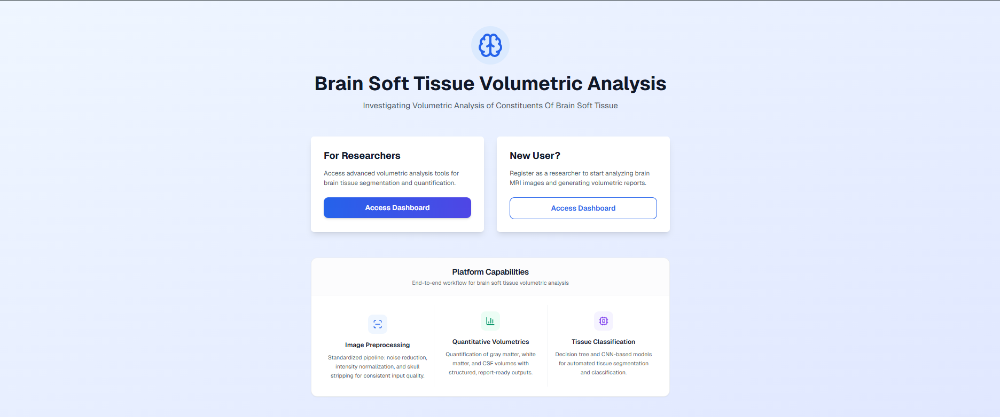 Brain Soft Tissue Volumetric Analysis
Investigating Volumetric Analysis of Constituents Of Brain Soft Tissue
For Researchers
Access advanced volumetric analysis tools for
brain tissue segmentation and quantification.
Access Dashboard
New User?
Register as a researcher to start analyzing brain
MRI images and generating volumetric reports.
Access Dashboard
Platform Capabilities
End-to-end workflow for brain soft tissue volumetric analysis
Image Preprocessing
Standardized pipeline: noise reduction,
intensity normalization, and skull
stripping for consistent input quality.
Quantitative Volumetrics
Quantification of gray matter, white
matter, and CSF volumes with
structured, report-ready outputs.
Tissue Classification
Decision tree and CNN-based models
for automated tissue segmentation
and classification.